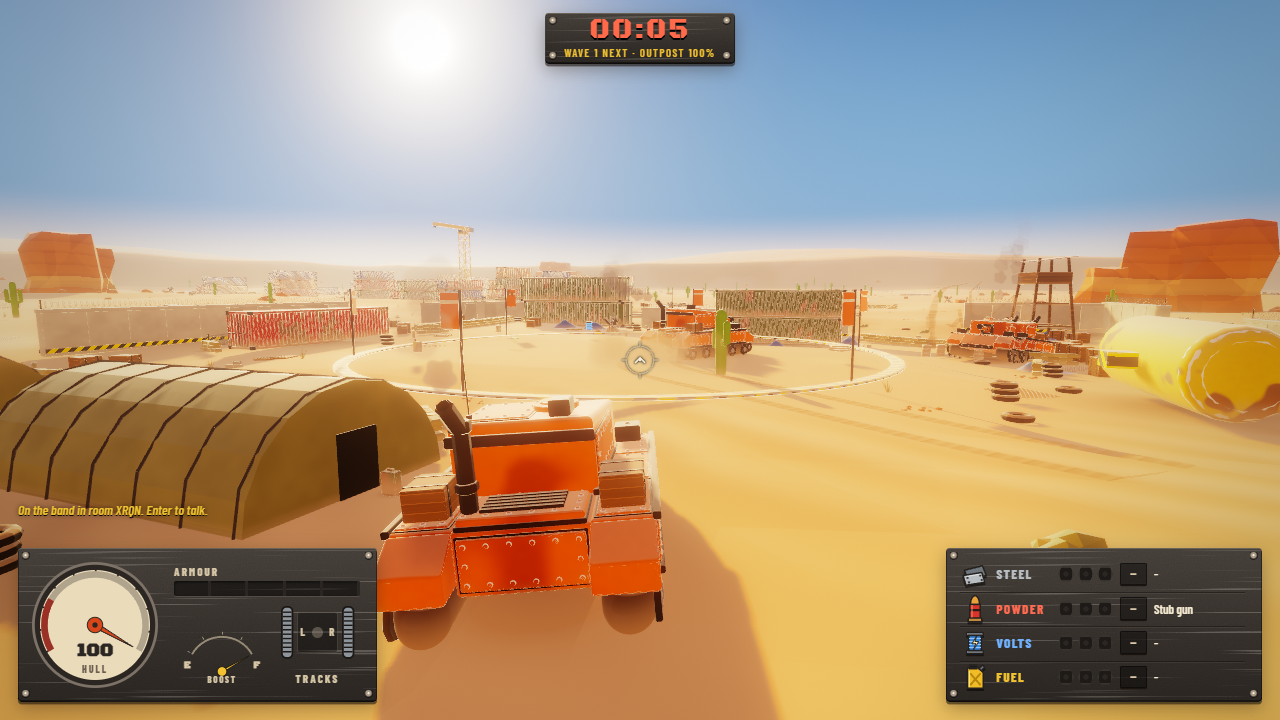 00:05
WAVE 1 NEXT - OUTPOST 100%
On the band in room XRQN. Enter to talk.
ARMOUR
100
HULL
E F
BOOST
L R
TRACKS
STEEL - -
POWDER - Stub gun
VOLTS - -
FUEL - -